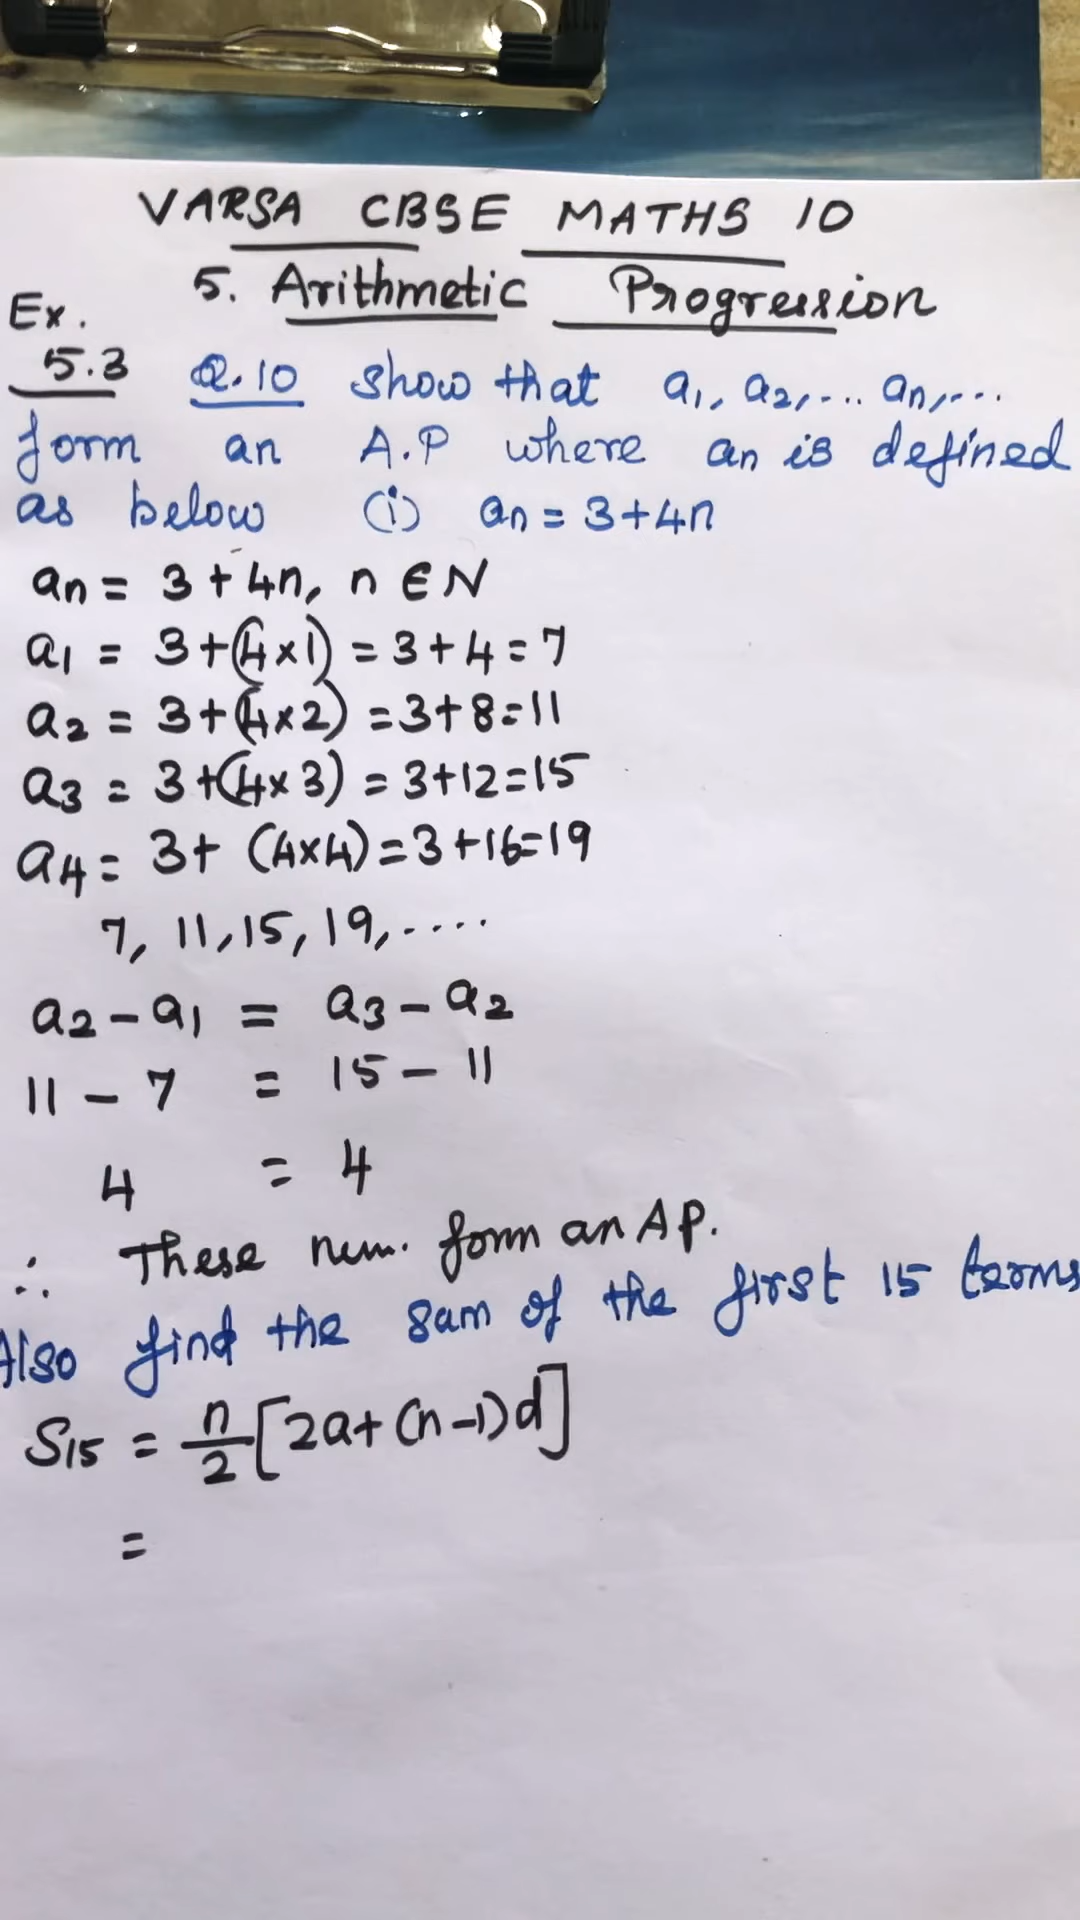 VARSA CBSE MATHS 10
5. Arithmetic Progression
Ex.
5.3 Q.10 show that a1, a2,... an,...
form an A.P where an is defined
as below (i) an = 3+4n
an = 3 + 4n, n ∈ N
a1 = 3+(4×1) = 3+4=7
a2 = 3+(4×2) =3+8=11
a3 = 3+(4×3) = 3+12=15
a4 = 3+ (4×4)=3+16=19
7, 11, 15, 19, ....
a2-a1 = a3-a2
11 - 7 = 15 - 11
4 = 4
∴ These num. form an AP.
Also find the sum of the first 15 terms
S15 = n/2 [2a+(n-1)d]
=